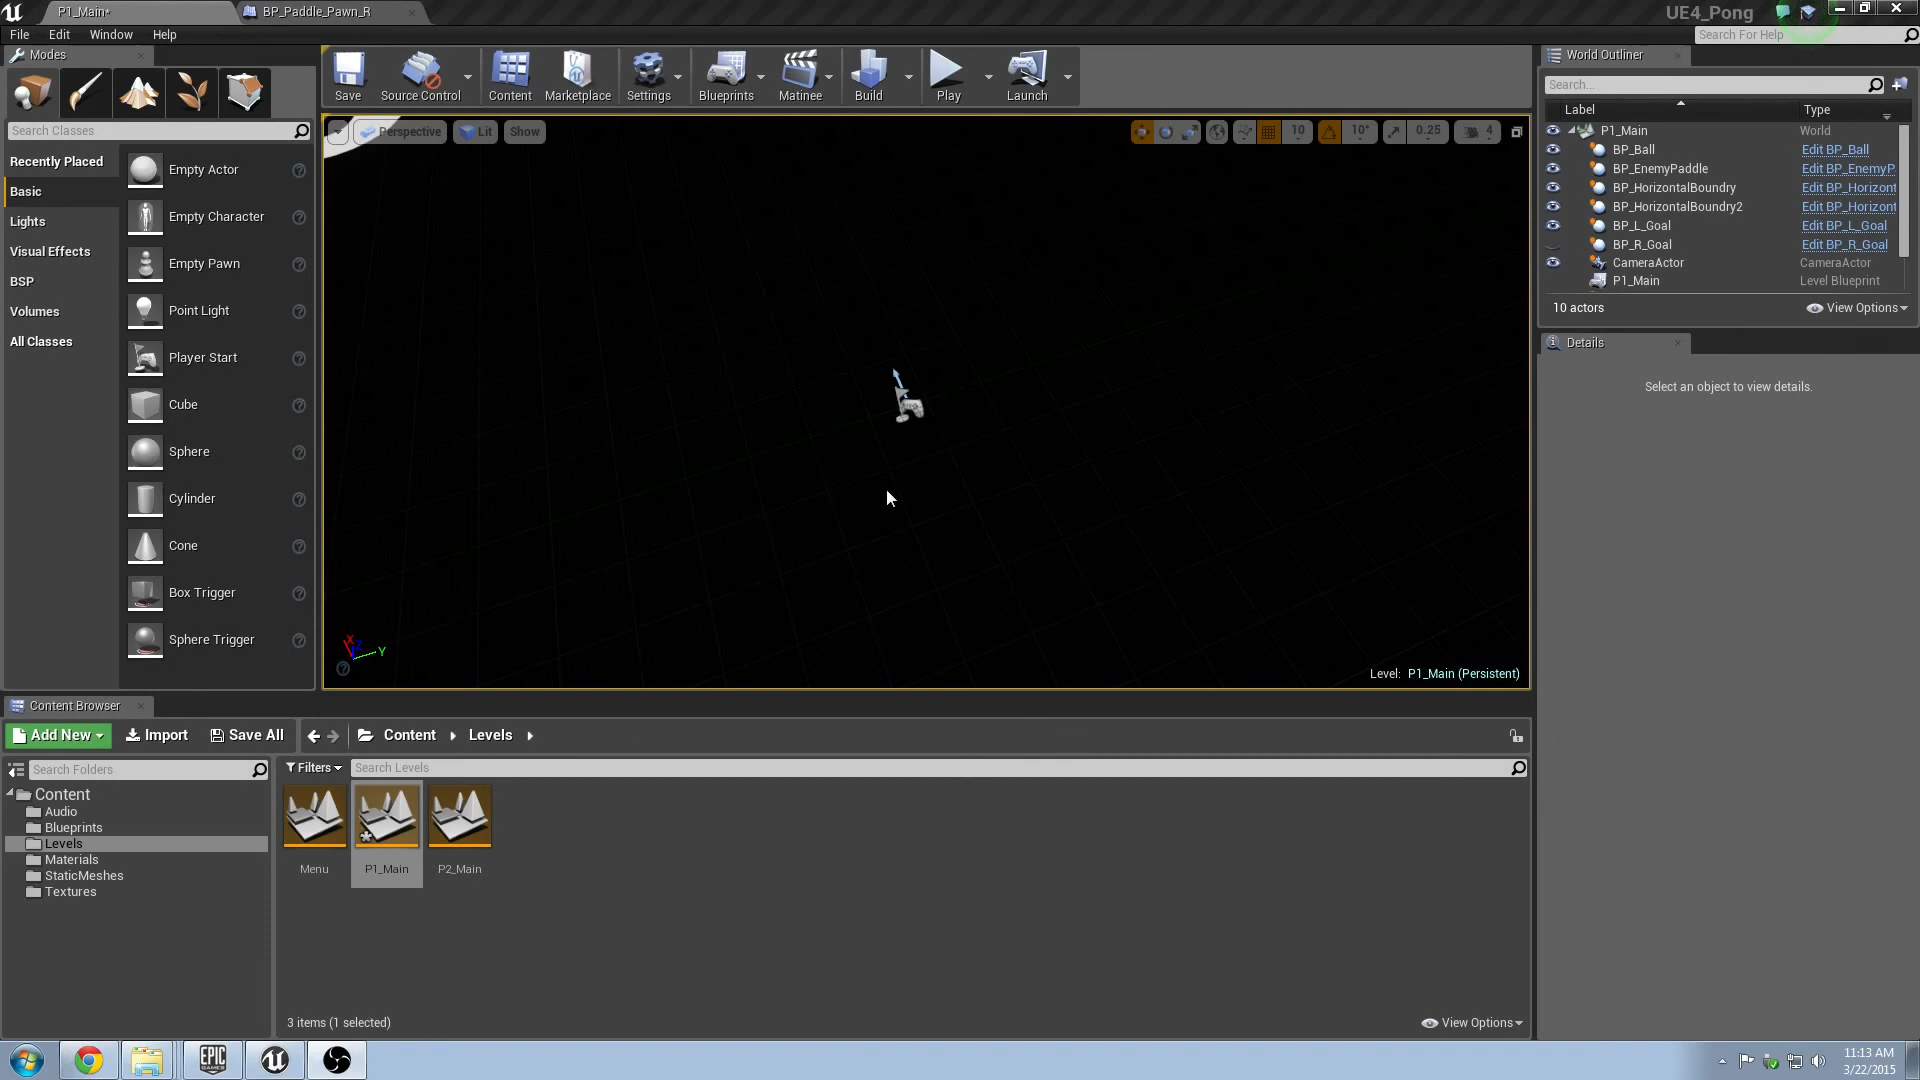 P1_Main*
BP_Paddle_Pawn_R
UE4_Pong
File Edit Window Help
Search For Help
Modes
Search Classes
Recently Placed
Basic
Lights
Visual Effects
BSP
Volumes
All Classes
Empty Actor
Empty Character
Empty Pawn
Point Light
Player Start
Cube
Sphere
Cylinder
Cone
Box Trigger
Sphere Trigger
Save
Source Control
Content
Marketplace
Settings
Blueprints
Matinee
Build
Play
Launch
Perspective
Lit
Show
10
10°
0.25
4
X
Z
Y
Level: P1_Main (Persistent)
World Outliner
Search...
Label Type
P1_Main World
BP_Ball Edit BP_Ball
BP_EnemyPaddle Edit BP_EnemyP
BP_HorizontalBoundry Edit BP_Horizont
BP_HorizontalBoundry2 Edit BP_Horizont
BP_L_Goal Edit BP_L_Goal
BP_R_Goal Edit BP_R_Goal
CameraActor CameraActor
P1_Main Level Blueprint
10 actors
View Options
Details
Select an object to view details.
Content Browser
Add New
Import
Save All
Content
Levels
Search Folders
Filters
Search Levels
Content
Audio
Blueprints
Levels
Materials
StaticMeshes
Textures
Menu
P1_Main
P2_Main
3 items (1 selected)
View Options
EPIC
GAMES
11:13 AM
3/22/2015